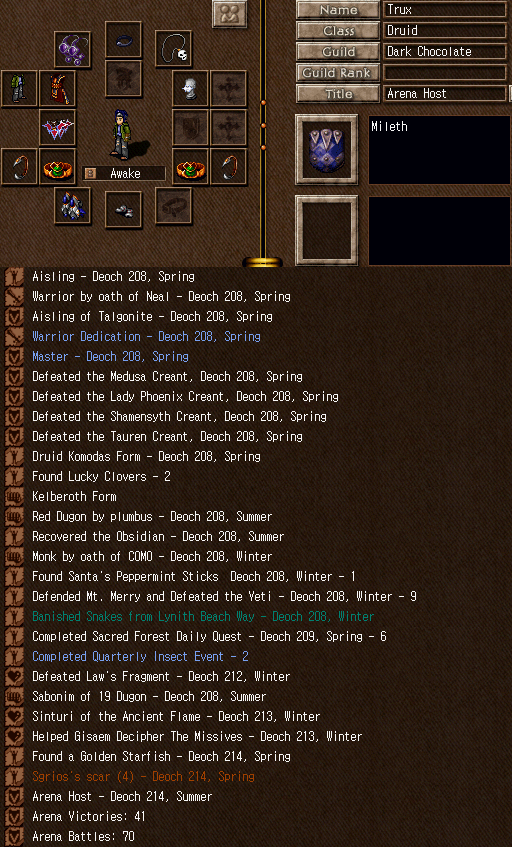 Name Trux
Class Druid
Guild Dark Chocolate
Guild Rank
Title Arena Host
Mileth
Awake
Aisling - Deoch 208, Spring
Warrior by oath of Neal - Deoch 208, Spring
Aisling of Talgonite - Deoch 208, Spring
Warrior Dedication - Deoch 208, Spring
Master - Deoch 208, Spring
Defeated the Medusa Creant, Deoch 208, Spring
Defeated the Lady Phoenix Creant, Deoch 208, Spring
Defeated the Shamensyth Creant, Deoch 208, Spring
Defeated the Tauren Creant, Deoch 208, Spring
Druid Komodas Form - Deoch 208, Spring
Found Lucky Clovers - 2
Kelberoth Form
Red Dugon by plumbus - Deoch 208, Summer
Recovered the Obsidian - Deoch 208, Summer
Monk by oath of COMO - Deoch 208, Winter
Found Santa's Peppermint Sticks  Deoch 208, Winter - 1
Defended Mt. Merry and Defeated the Yeti - Deoch 208, Winter - 9
Banished Snakes from Lynith Beach Way - Deoch 208, Winter
Completed Sacred Forest Daily Quest - Deoch 209, Spring - 6
Completed Quarterly Insect Event - 2
Defeated Law's Fragment - Deoch 212, Winter
Sabonim of 19 Dugon - Deoch 208, Summer
Sinturi of the Ancient Flame - Deoch 213, Winter
Helped Gisaem Decipher The Missives - Deoch 213, Winter
Found a Golden Starfish - Deoch 214, Spring
Sgrios's scar (4) - Deoch 214, Spring
Arena Host - Deoch 214, Summer
Arena Victories: 41
Arena Battles: 70